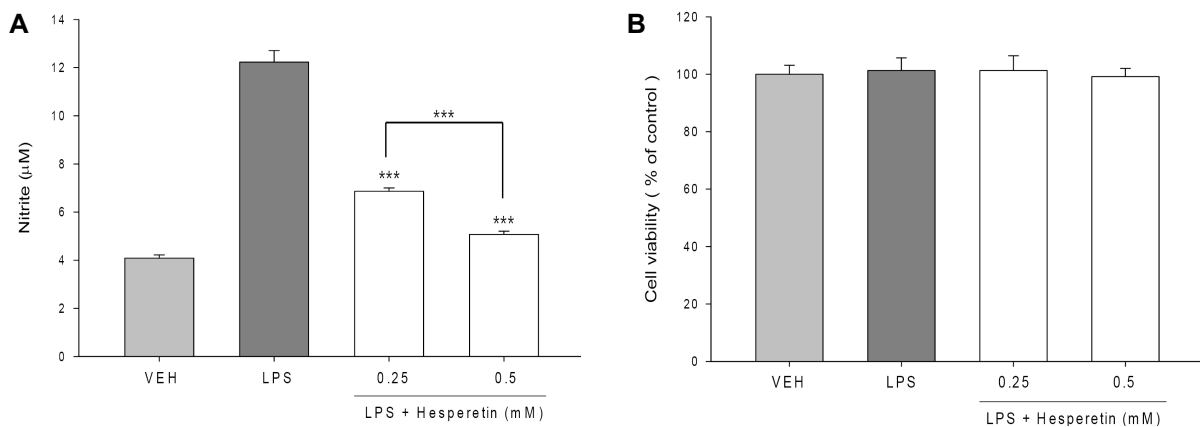 A
Nitrite (μM)
14
12
10
8
6
4
2
0
***
***
***
VEH
LPS
0.25
0.5
LPS + Hesperetin (mM)
B
Cell viability ( % of control )
120
100
80
60
40
20
0
VEH
LPS
0.25
0.5
LPS + Hesperetin (mM)